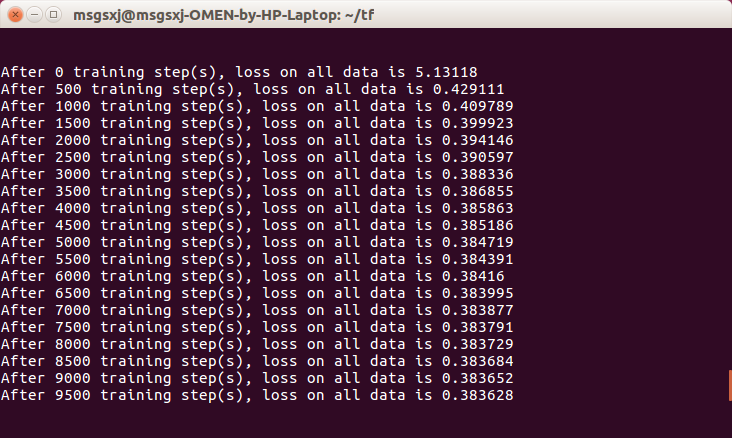 msgsxj@msgsxj-OMEN-by-HP-Laptop: ~/tf
After 0 training step(s), loss on all data is 5.13118
After 500 training step(s), loss on all data is 0.429111
After 1000 training step(s), loss on all data is 0.409789
After 1500 training step(s), loss on all data is 0.399923
After 2000 training step(s), loss on all data is 0.394146
After 2500 training step(s), loss on all data is 0.390597
After 3000 training step(s), loss on all data is 0.388336
After 3500 training step(s), loss on all data is 0.386855
After 4000 training step(s), loss on all data is 0.385863
After 4500 training step(s), loss on all data is 0.385186
After 5000 training step(s), loss on all data is 0.384719
After 5500 training step(s), loss on all data is 0.384391
After 6000 training step(s), loss on all data is 0.38416
After 6500 training step(s), loss on all data is 0.383995
After 7000 training step(s), loss on all data is 0.383877
After 7500 training step(s), loss on all data is 0.383791
After 8000 training step(s), loss on all data is 0.383729
After 8500 training step(s), loss on all data is 0.383684
After 9000 training step(s), loss on all data is 0.383652
After 9500 training step(s), loss on all data is 0.383628